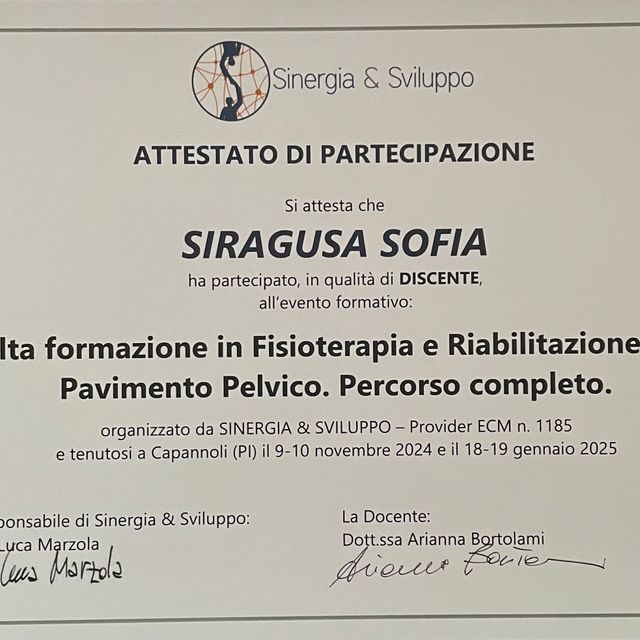 Sinergia & Sviluppo
ATTESTATO DI PARTECIPAZIONE
Si attesta che
SIRAGUSA SOFIA
ha partecipato, in qualità di DISCENTE,
all'evento formativo:
lta formazione in Fisioterapia e Riabilitazione
Pavimento Pelvico. Percorso completo.
organizzato da SINERGIA & SVILUPPO – Provider ECM n. 1185
e tenutosi a Capannoli (PI) il 9-10 novembre 2024 e il 18-19 gennaio 2025
ponsabile di Sinergia & Sviluppo:
Luca Marzola
Luca Marzola
La Docente:
Dott.ssa Arianna Bortolami
Arianna